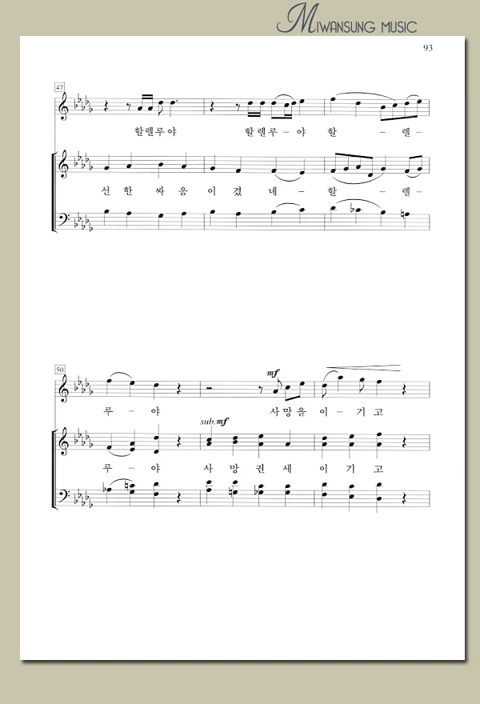 MIWANSUNG MUSIC
93
47
할렐루야 할렐루-야 할 렐-
선 한 싸 움 이 겼 네- 할 렐-
50
mf
루 - 야 사망을 이 - 기 고
sub. mf
루 - 야 사 망 권 세 이 기 고